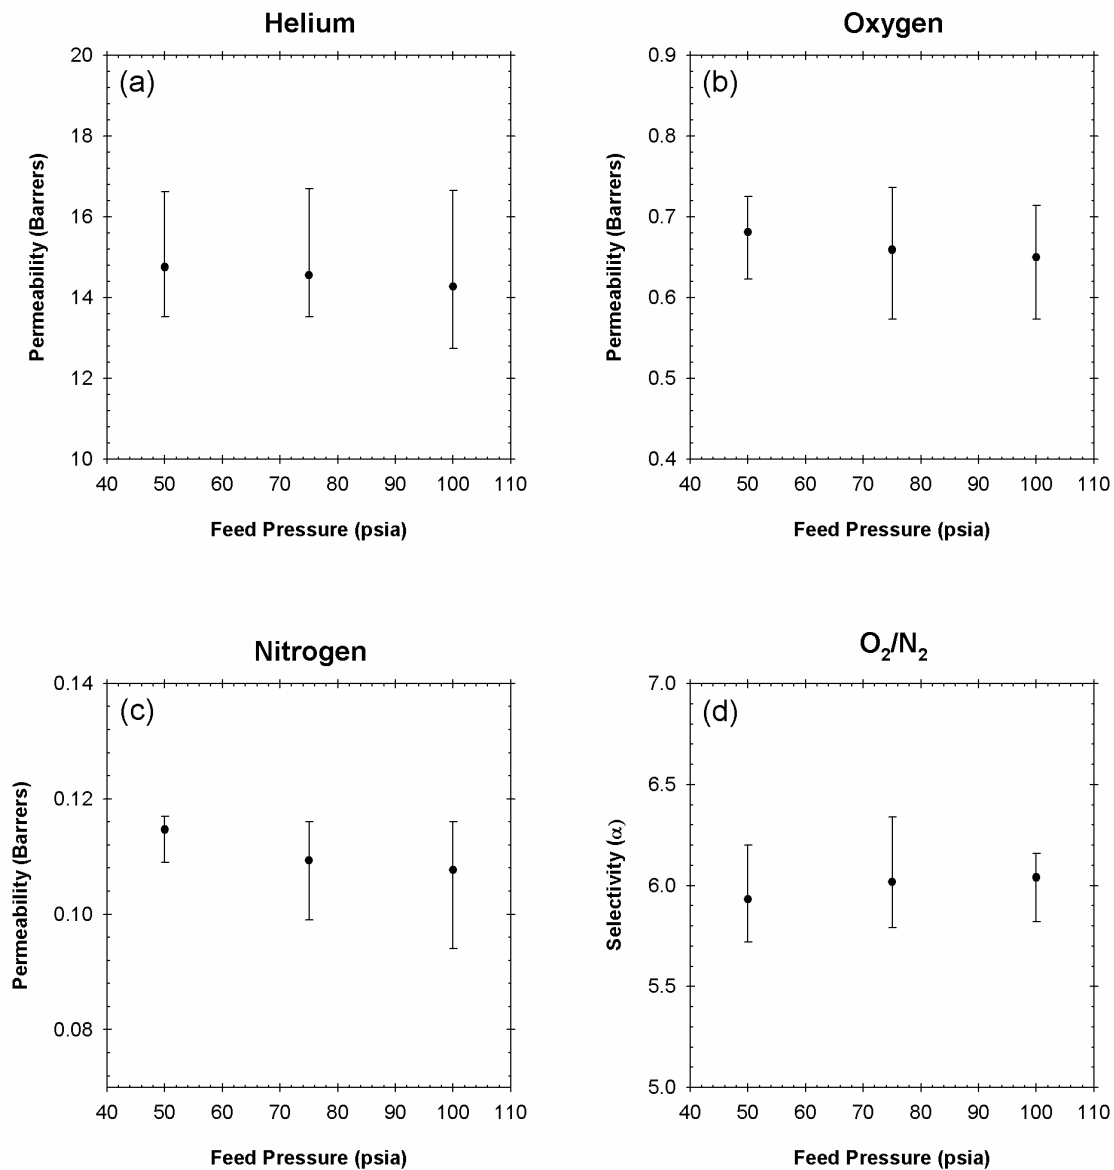 Helium
(a)
Permeability (Barrers)
20
18
16
14
12
10
40 50 60 70 80 90 100 110
Feed Pressure (psia)
Oxygen
(b)
Permeability (Barrers)
0.9
0.8
0.7
0.6
0.5
0.4
40 50 60 70 80 90 100 110
Feed Pressure (psia)
Nitrogen
(c)
Permeability (Barrers)
0.14
0.12
0.10
0.08
40 50 60 70 80 90 100 110
Feed Pressure (psia)
O₂/N₂
(d)
Selectivity (α)
7.0
6.5
6.0
5.5
5.0
40 50 60 70 80 90 100 110
Feed Pressure (psia)